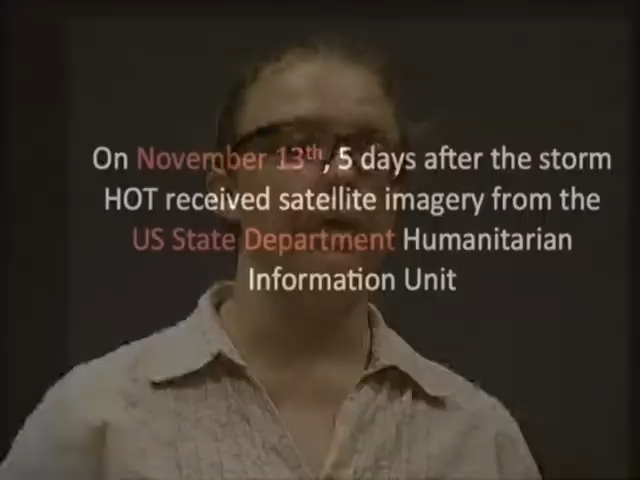 On November 13th, 5 days after the storm
HOT received satellite imagery from the
US State Department Humanitarian
Information Unit